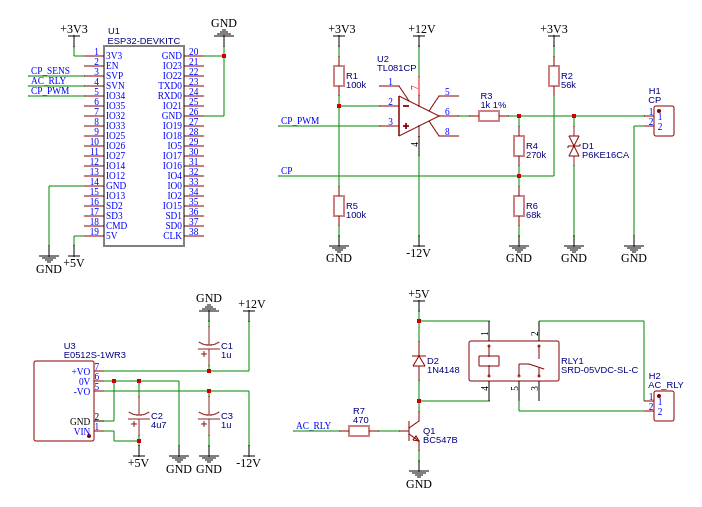 +3V3
U1
ESP32-DEVKITC
GND
1 3V3 GND 20
2 EN IO23 21
CP_SENS 3 SVP IO22 22
AC_RLY 4 SVN TXD0 23
CP_PWM 5 IO34 RXD0 24
6 IO35 IO21 25
7 IO32 GND 26
8 IO33 IO19 27
9 IO25 IO18 28
10 IO26 IO5 29
11 IO27 IO17 30
12 IO14 IO16 31
13 IO12 IO4 32
14 GND IO0 33
15 IO13 IO2 34
16 SD2 IO15 35
17 SD3 SD1 36
18 CMD SD0 37
19 5V CLK 38
GND +5V
+3V3 +12V +3V3
U2
TL081CP
R1
100k
R2
56k
1 7 5
2 6
3 8
4
R3
1k 1%
H1
CP
1 1
2 2
CP_PWM
R4
270k
D1
P6KE16CA
CP
R5
100k
R6
68k
GND -12V GND GND GND
GND +12V
U3
E0512S-1WR3
+VO 7
0V 6
-VO 5
GND 2
VIN 1
C1
1u
C2
4u7
C3
1u
+5V GND GND -12V
+5V
1 2
D2
1N4148
RLY1
SRD-05VDC-SL-C
4 5 3
H2
AC_RLY
1 1
2 2
AC_RLY
R7
470
Q1
BC547B
GND